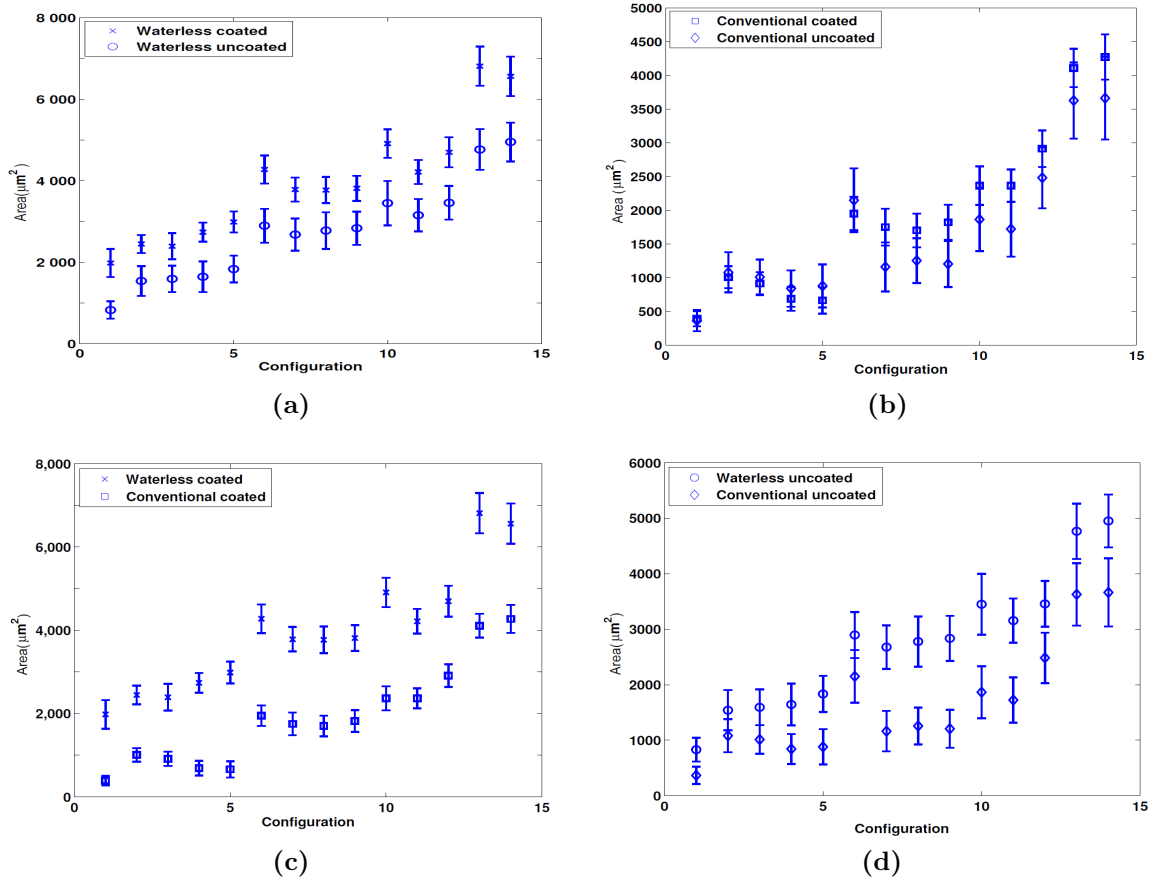 8 000
6 000
4 000
2 000
0
0
5
10
15
Area(μm²)
Configuration
Waterless coated
Waterless uncoated
(a)
5000
4500
4000
3500
3000
2500
2000
1500
1000
500
0
0
5
10
15
Area(μm²)
Configuration
Conventional coated
Conventional uncoated
(b)
8,000
6,000
4,000
2,000
0
0
5
10
15
Area(μm²)
Configuration
Waterless coated
Conventional coated
(c)
6000
5000
4000
3000
2000
1000
0
0
5
10
15
Area(μm²)
Configuration
Waterless uncoated
Conventional uncoated
(d)